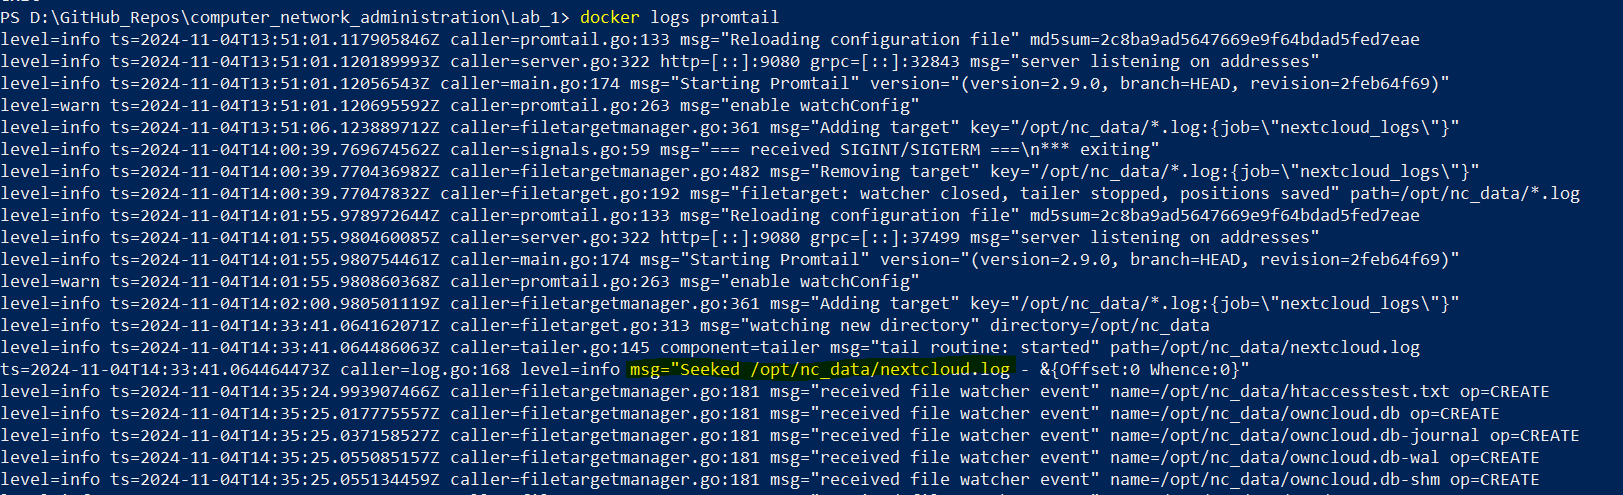 PS D:\GitHub_Repos\computer_network_administration\Lab_1> docker logs promtail
level=info ts=2024-11-04T13:51:01.117905846Z caller=promtail.go:133 msg="Reloading configuration file" md5sum=2c8ba9ad5647669e9f64bdad5fed7eae
level=info ts=2024-11-04T13:51:01.120189993Z caller=server.go:322 http=[::]:9080 grpc=[::]:32843 msg="server listening on addresses"
level=info ts=2024-11-04T13:51:01.12056543Z caller=main.go:174 msg="Starting Promtail" version="(version=2.9.0, branch=HEAD, revision=2feb64f69)"
level=warn ts=2024-11-04T13:51:01.120695592Z caller=promtail.go:263 msg="enable watchConfig"
level=info ts=2024-11-04T13:51:06.123889712Z caller=filetargetmanager.go:361 msg="Adding target" key="/opt/nc_data/*.log:{job=\"nextcloud_logs\"}"
level=info ts=2024-11-04T14:00:39.769674562Z caller=signals.go:59 msg="=== received SIGINT/SIGTERM ===\n*** exiting"
level=info ts=2024-11-04T14:00:39.770436982Z caller=filetargetmanager.go:482 msg="Removing target" key="/opt/nc_data/*.log:{job=\"nextcloud_logs\"}"
level=info ts=2024-11-04T14:00:39.77047832Z caller=filetarget.go:192 msg="filetarget: watcher closed, tailer stopped, positions saved" path=/opt/nc_data/*.log
level=info ts=2024-11-04T14:01:55.978972644Z caller=promtail.go:133 msg="Reloading configuration file" md5sum=2c8ba9ad5647669e9f64bdad5fed7eae
level=info ts=2024-11-04T14:01:55.980460085Z caller=server.go:322 http=[::]:9080 grpc=[::]:37499 msg="server listening on addresses"
level=info ts=2024-11-04T14:01:55.980754461Z caller=main.go:174 msg="Starting Promtail" version="(version=2.9.0, branch=HEAD, revision=2feb64f69)"
level=warn ts=2024-11-04T14:01:55.980860368Z caller=promtail.go:263 msg="enable watchConfig"
level=info ts=2024-11-04T14:02:00.980501119Z caller=filetargetmanager.go:361 msg="Adding target" key="/opt/nc_data/*.log:{job=\"nextcloud_logs\"}"
level=info ts=2024-11-04T14:33:41.064162071Z caller=filetarget.go:313 msg="watching new directory" directory=/opt/nc_data
level=info ts=2024-11-04T14:33:41.064486063Z caller=tailer.go:145 component=tailer msg="tail routine: started" path=/opt/nc_data/nextcloud.log
ts=2024-11-04T14:33:41.064464473Z caller=log.go:168 level=info msg="Seeked /opt/nc_data/nextcloud.log - &{Offset:0 Whence:0}"
level=info ts=2024-11-04T14:35:24.993907466Z caller=filetargetmanager.go:181 msg="received file watcher event" name=/opt/nc_data/htaccesstest.txt op=CREATE
level=info ts=2024-11-04T14:35:25.017775557Z caller=filetargetmanager.go:181 msg="received file watcher event" name=/opt/nc_data/owncloud.db op=CREATE
level=info ts=2024-11-04T14:35:25.037158527Z caller=filetargetmanager.go:181 msg="received file watcher event" name=/opt/nc_data/owncloud.db-journal op=CREATE
level=info ts=2024-11-04T14:35:25.055085157Z caller=filetargetmanager.go:181 msg="received file watcher event" name=/opt/nc_data/owncloud.db-wal op=CREATE
level=info ts=2024-11-04T14:35:25.055134459Z caller=filetargetmanager.go:181 msg="received file watcher event" name=/opt/nc_data/owncloud.db-shm op=CREATE